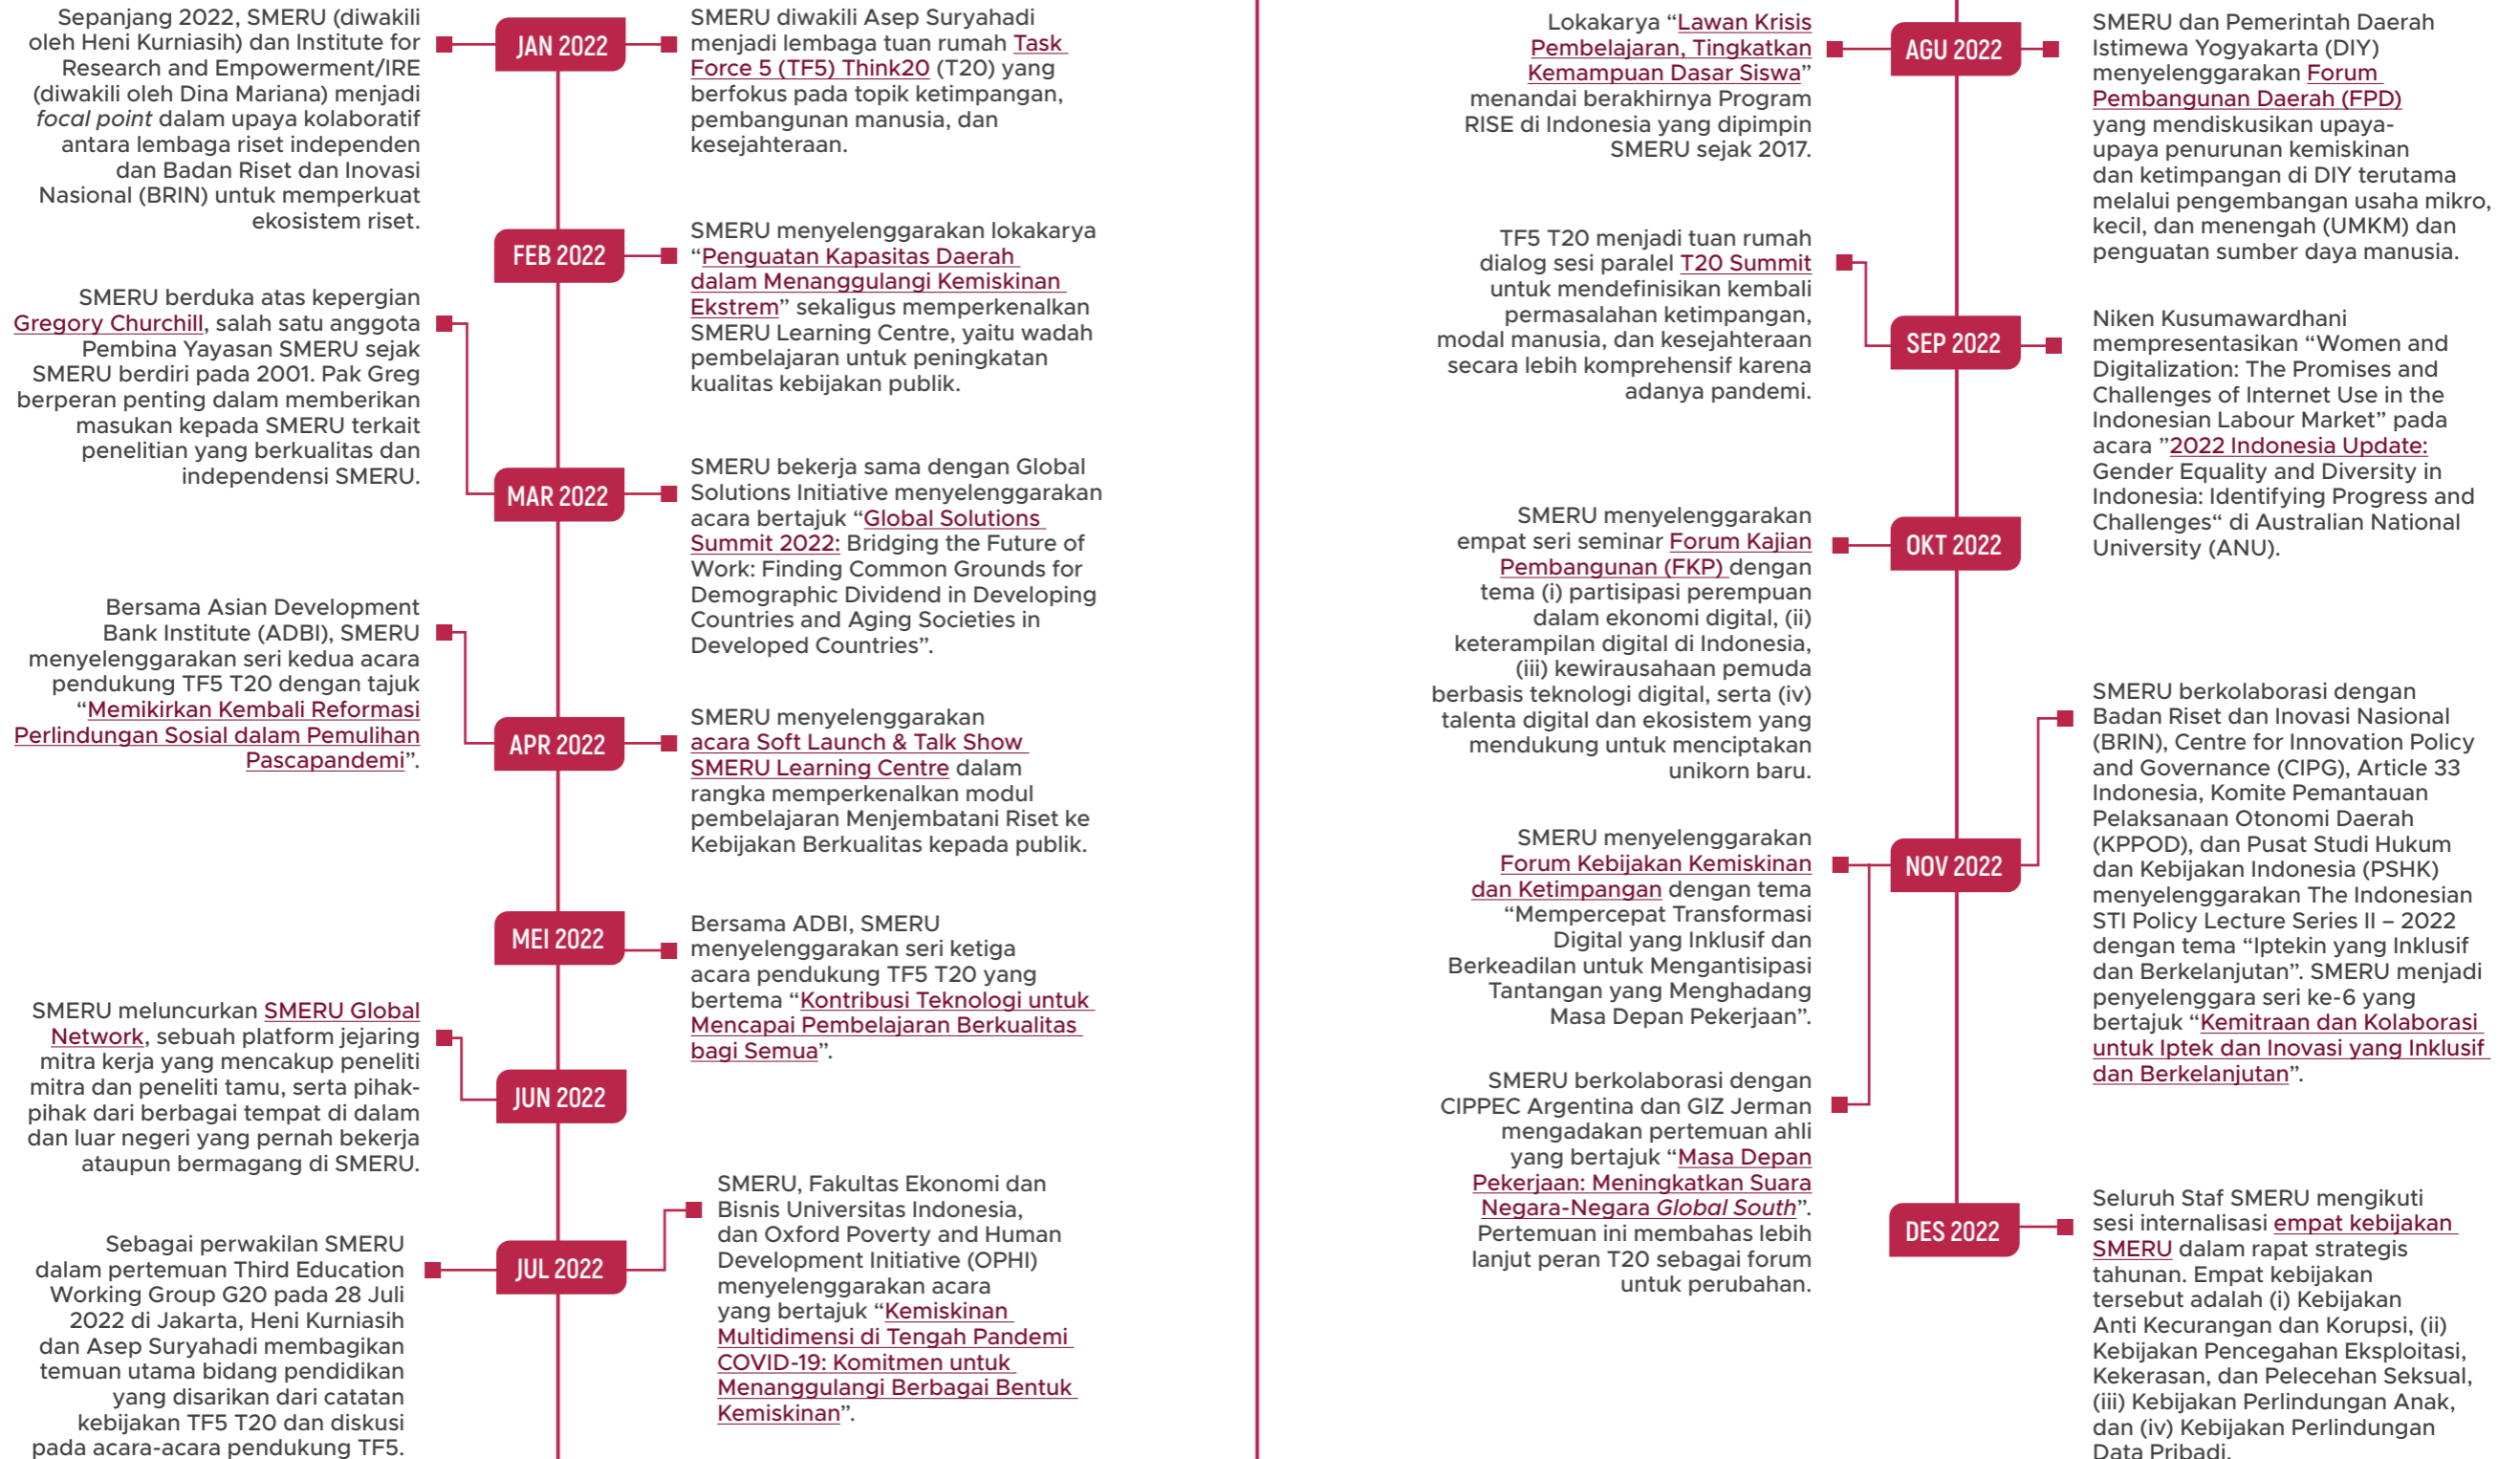 JAN 2022
Sepanjang 2022, SMERU (diwakili
oleh Heni Kurniasih) dan Institute for
Research and Empowerment/IRE
(diwakili oleh Dina Mariana) menjadi
focal point dalam upaya kolaboratif
antara lembaga riset independen
dan Badan Riset dan Inovasi
Nasional (BRIN) untuk memperkuat
ekosistem riset.
SMERU diwakili Asep Suryahadi
menjadi lembaga tuan rumah Task
Force 5 (TF5) Think20 (T20) yang
berfokus pada topik ketimpangan,
pembangunan manusia, dan
kesejahteraan.
FEB 2022
SMERU menyelenggarakan lokakarya
“Penguatan Kapasitas Daerah
dalam Menanggulangi Kemiskinan
Ekstrem” sekaligus memperkenalkan
SMERU Learning Centre, yaitu wadah
pembelajaran untuk peningkatan
kualitas kebijakan publik.
MAR 2022
SMERU berduka atas kepergian
Gregory Churchill, salah satu anggota
Pembina Yayasan SMERU sejak
SMERU berdiri pada 2001. Pak Greg
berperan penting dalam memberikan
masukan kepada SMERU terkait
penelitian yang berkualitas dan
independensi SMERU.
SMERU bekerja sama dengan Global
Solutions Initiative menyelenggarakan
acara bertajuk “Global Solutions
Summit 2022: Bridging the Future of
Work: Finding Common Grounds for
Demographic Dividend in Developing
Countries and Aging Societies in
Developed Countries”.
APR 2022
Bersama Asian Development
Bank Institute (ADBI), SMERU
menyelenggarakan seri kedua acara
pendukung TF5 T20 dengan tajuk
“Memikirkan Kembali Reformasi
Perlindungan Sosial dalam Pemulihan
Pascapandemi”.
SMERU menyelenggarakan
acara Soft Launch & Talk Show
SMERU Learning Centre dalam
rangka memperkenalkan modul
pembelajaran Menjembatani Riset ke
Kebijakan Berkualitas kepada publik.
MEI 2022
Bersama ADBI, SMERU
menyelenggarakan seri ketiga
acara pendukung TF5 T20 yang
bertema “Kontribusi Teknologi untuk
Mencapai Pembelajaran Berkualitas
bagi Semua”.
JUN 2022
SMERU meluncurkan SMERU Global
Network, sebuah platform jejaring
mitra kerja yang mencakup peneliti
mitra dan peneliti tamu, serta pihak-
pihak dari berbagai tempat di dalam
dan luar negeri yang pernah bekerja
ataupun bermagang di SMERU.
JUL 2022
Sebagai perwakilan SMERU
dalam pertemuan Third Education
Working Group G20 pada 28 Juli
2022 di Jakarta, Heni Kurniasih
dan Asep Suryahadi membagikan
temuan utama bidang pendidikan
yang disarikan dari catatan
kebijakan TF5 T20 dan diskusi
pada acara-acara pendukung TF5.
SMERU, Fakultas Ekonomi dan
Bisnis Universitas Indonesia,
dan Oxford Poverty and Human
Development Initiative (OPHI)
menyelenggarakan acara
yang bertajuk “Kemiskinan
Multidimensi di Tengah Pandemi
COVID-19: Komitmen untuk
Menanggulangi Berbagai Bentuk
Kemiskinan”.
AGU 2022
Lokakarya “Lawan Krisis
Pembelajaran, Tingkatkan
Kemampuan Dasar Siswa”
menandai berakhirnya Program
RISE di Indonesia yang dipimpin
SMERU sejak 2017.
SMERU dan Pemerintah Daerah
Istimewa Yogyakarta (DIY)
menyelenggarakan Forum
Pembangunan Daerah (FPD)
yang mendiskusikan upaya-
upaya penurunan kemiskinan
dan ketimpangan di DIY terutama
melalui pengembangan usaha mikro,
kecil, dan menengah (UMKM) dan
penguatan sumber daya manusia.
SEP 2022
TF5 T20 menjadi tuan rumah
dialog sesi paralel T20 Summit
untuk mendefinisikan kembali
permasalahan ketimpangan,
modal manusia, dan kesejahteraan
secara lebih komprehensif karena
adanya pandemi.
Niken Kusumawardhani
mempresentasikan “Women and
Digitalization: The Promises and
Challenges of Internet Use in the
Indonesian Labour Market” pada
acara ”2022 Indonesia Update:
Gender Equality and Diversity in
Indonesia: Identifying Progress and
Challenges“ di Australian National
University (ANU).
OKT 2022
SMERU menyelenggarakan
empat seri seminar Forum Kajian
Pembangunan (FKP) dengan
tema (i) partisipasi perempuan
dalam ekonomi digital, (ii)
keterampilan digital di Indonesia,
(iii) kewirausahaan pemuda
berbasis teknologi digital, serta (iv)
talenta digital dan ekosistem yang
mendukung untuk menciptakan
unikorn baru.
NOV 2022
SMERU menyelenggarakan
Forum Kebijakan Kemiskinan
dan Ketimpangan dengan tema
“Mempercepat Transformasi
Digital yang Inklusif dan
Berkeadilan untuk Mengantisipasi
Tantangan yang Menghadang
Masa Depan Pekerjaan”.
SMERU berkolaborasi dengan
CIPPEC Argentina dan GIZ Jerman
mengadakan pertemuan ahli
yang bertajuk “Masa Depan
Pekerjaan: Meningkatkan Suara
Negara-Negara Global South”.
Pertemuan ini membahas lebih
lanjut peran T20 sebagai forum
untuk perubahan.
SMERU berkolaborasi dengan
Badan Riset dan Inovasi Nasional
(BRIN), Centre for Innovation Policy
and Governance (CIPG), Article 33
Indonesia, Komite Pemantauan
Pelaksanaan Otonomi Daerah
(KPPOD), dan Pusat Studi Hukum
dan Kebijakan Indonesia (PSHK)
menyelenggarakan The Indonesian
STI Policy Lecture Series II – 2022
dengan tema “Iptekin yang Inklusif
dan Berkelanjutan”. SMERU menjadi
penyelenggara seri ke-6 yang
bertajuk “Kemitraan dan Kolaborasi
untuk Iptek dan Inovasi yang Inklusif
dan Berkelanjutan”.
DES 2022
Seluruh Staf SMERU mengikuti
sesi internalisasi empat kebijakan
SMERU dalam rapat strategis
tahunan. Empat kebijakan
tersebut adalah (i) Kebijakan
Anti Kecurangan dan Korupsi, (ii)
Kebijakan Pencegahan Eksploitasi,
Kekerasan, dan Pelecehan Seksual,
(iii) Kebijakan Perlindungan Anak,
dan (iv) Kebijakan Perlindungan
Data Pribadi.